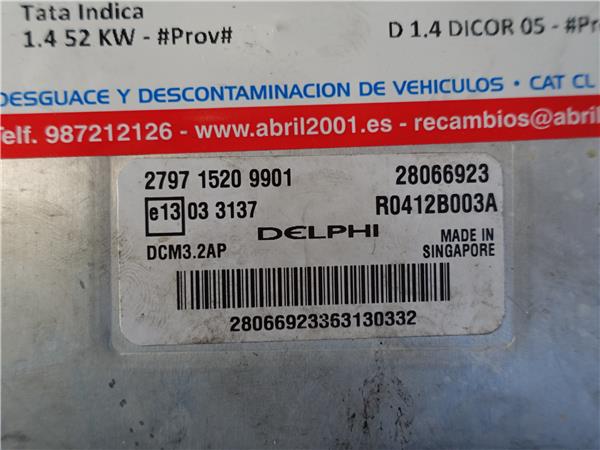 Tata Indica
1.4 52 KW - #Prov#
D 1.4 DICOR 05 - #Pr
DESGUACE Y DESCONTAMINACION DE VEHICULOS • CAT CL
Telf. 987212126 - www.abril2001.es - recambios@abril
2797 1520 9901
28066923
e13 03 3137
R0412B003A
DCM3.2AP
DELPHI
MADE IN
SINGAPORE
28066923363130332